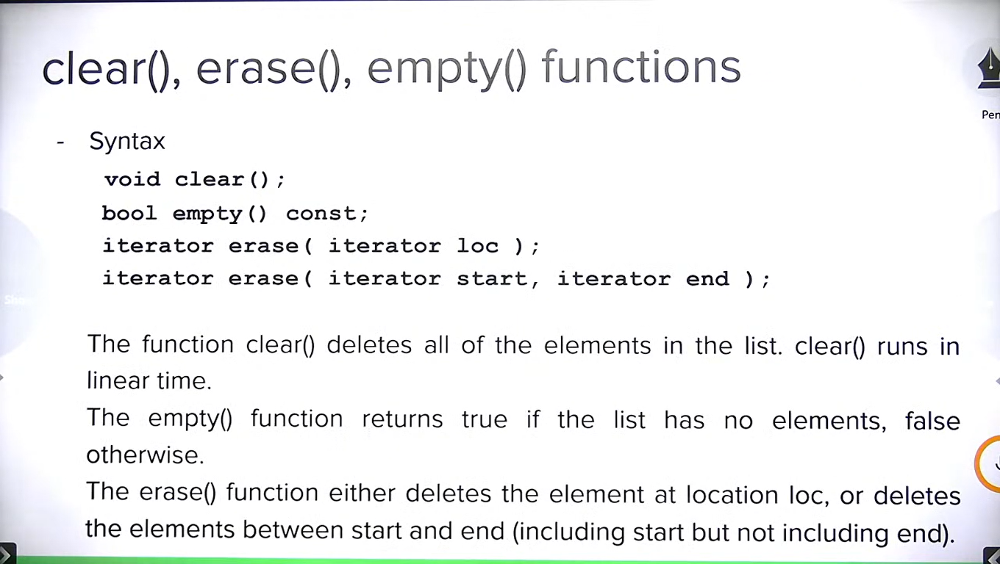 clear(), erase(), empty() functions
Pen
- Syntax
void clear();
bool empty() const;
iterator erase( iterator loc );
iterator erase( iterator start, iterator end );
The function clear() deletes all of the elements in the list. clear() runs in
linear time.
The empty() function returns true if the list has no elements, false
otherwise.
The erase() function either deletes the element at location loc, or deletes
the elements between start and end (including start but not including end).